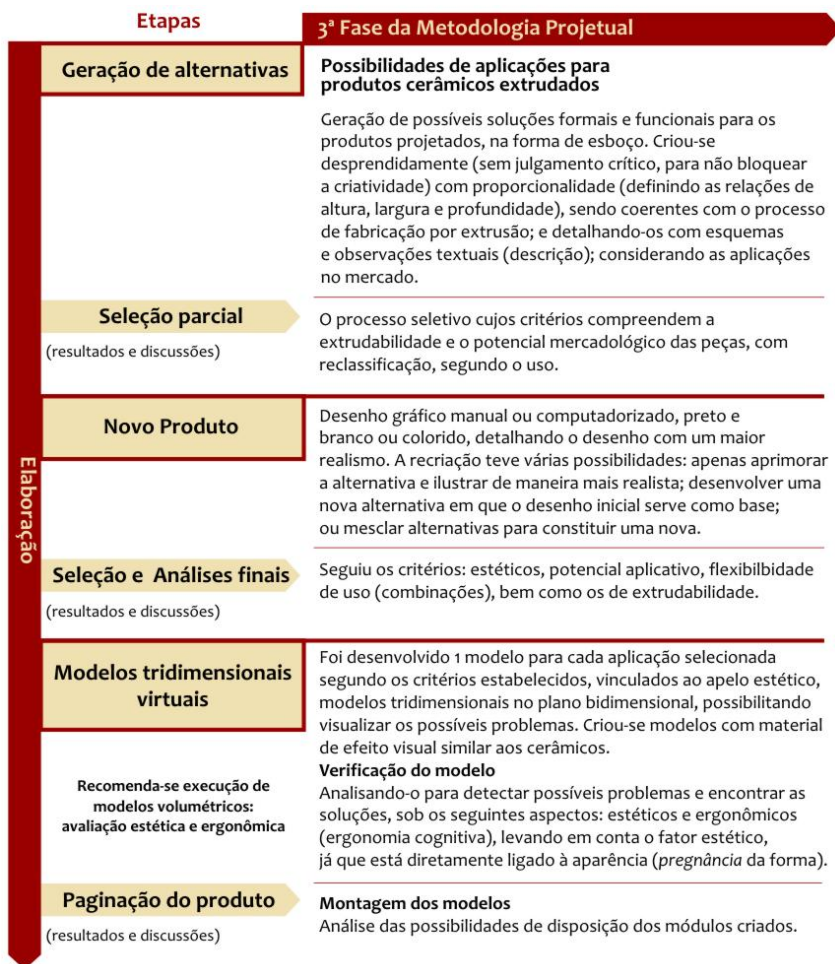 Etapas
3ª Fase da Metodologia Projetual
Elaboração
Geração de alternativas
Possibilidades de aplicações para
produtos cerâmicos extrudados
Geração de possíveis soluções formais e funcionais para os
produtos projetados, na forma de esboço. Criou-se
desprendidamente (sem julgamento crítico, para não bloquear
a criatividade) com proporcionalidade (definindo as relações de
altura, largura e profundidade), sendo coerentes com o processo
de fabricação por extrusão; e detalhando-os com esquemas
e observações textuais (descrição); considerando as aplicações
no mercado.
Seleção parcial
(resultados e discussões)
O processo seletivo cujos critérios compreendem a
extrudabilidade e o potencial mercadológico das peças, com
reclassificação, segundo o uso.
Novo Produto
Desenho gráfico manual ou computadorizado, preto e
branco ou colorido, detalhando o desenho com um maior
realismo. A recriação teve várias possibilidades: apenas aprimorar
a alternativa e ilustrar de maneira mais realista; desenvolver uma
nova alternativa em que o desenho inicial serve como base;
ou mesclar alternativas para constituir uma nova.
Seleção e Análises finais
(resultados e discussões)
Seguiu os critérios: estéticos, potencial aplicativo, flexibilbidade
de uso (combinações), bem como os de extrudabilidade.
Modelos tridimensionais
virtuais
Recomenda-se execução de
modelos volumétricos:
avaliação estética e ergonômica
Foi desenvolvido 1 modelo para cada aplicação selecionada
segundo os critérios estabelecidos, vinculados ao apelo estético,
modelos tridimensionais no plano bidimensional, possibilitando
visualizar os possíveis problemas. Criou-se modelos com material
de efeito visual similar aos cerâmicos.
Verificação do modelo
Analisando-o para detectar possíveis problemas e encontrar as
soluções, sob os seguintes aspectos: estéticos e ergonômicos
(ergonomia cognitiva), levando em conta o fator estético,
já que está diretamente ligado à aparência (pregnância da forma).
Paginação do produto
(resultados e discussões)
Montagem dos modelos
Análise das possibilidades de disposição dos módulos criados.